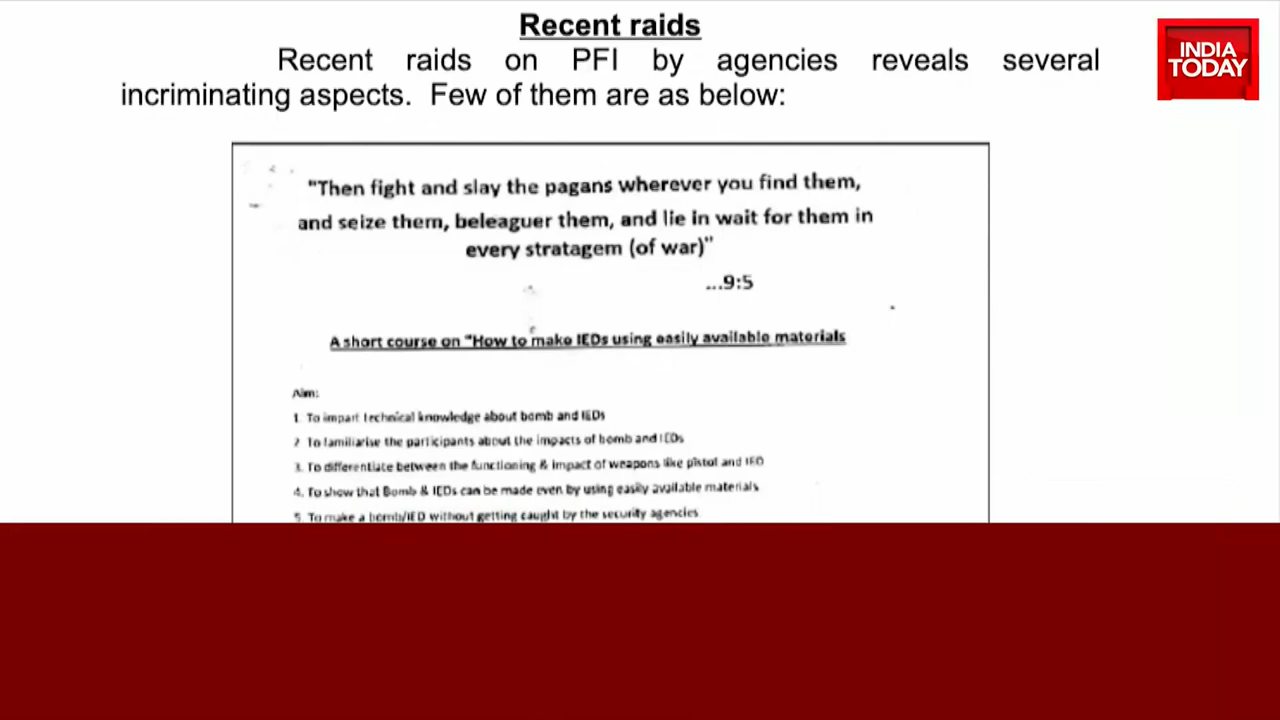 Recent raids
Recent raids on PFI by agencies reveals several
incriminating aspects. Few of them are as below:
INDIA
TODAY
"Then fight and slay the pagans wherever you find them,
and seize them, beleaguer them, and lie in wait for them in
every stratagem (of war)"
...9:5
A short course on "How to make IEDs using easily available materials
Aim:
1. To impart technical knowledge about bomb and IEDs
2 To familiarise the participants about the impacts of bomb and IEDs
3. To differentiate between the functioning & impact of weapons like pistol and IED
4. To show that Bomb & IEDs can be made even by using easily available materials
5. To make a bomb/IED without getting caught by the security agencies